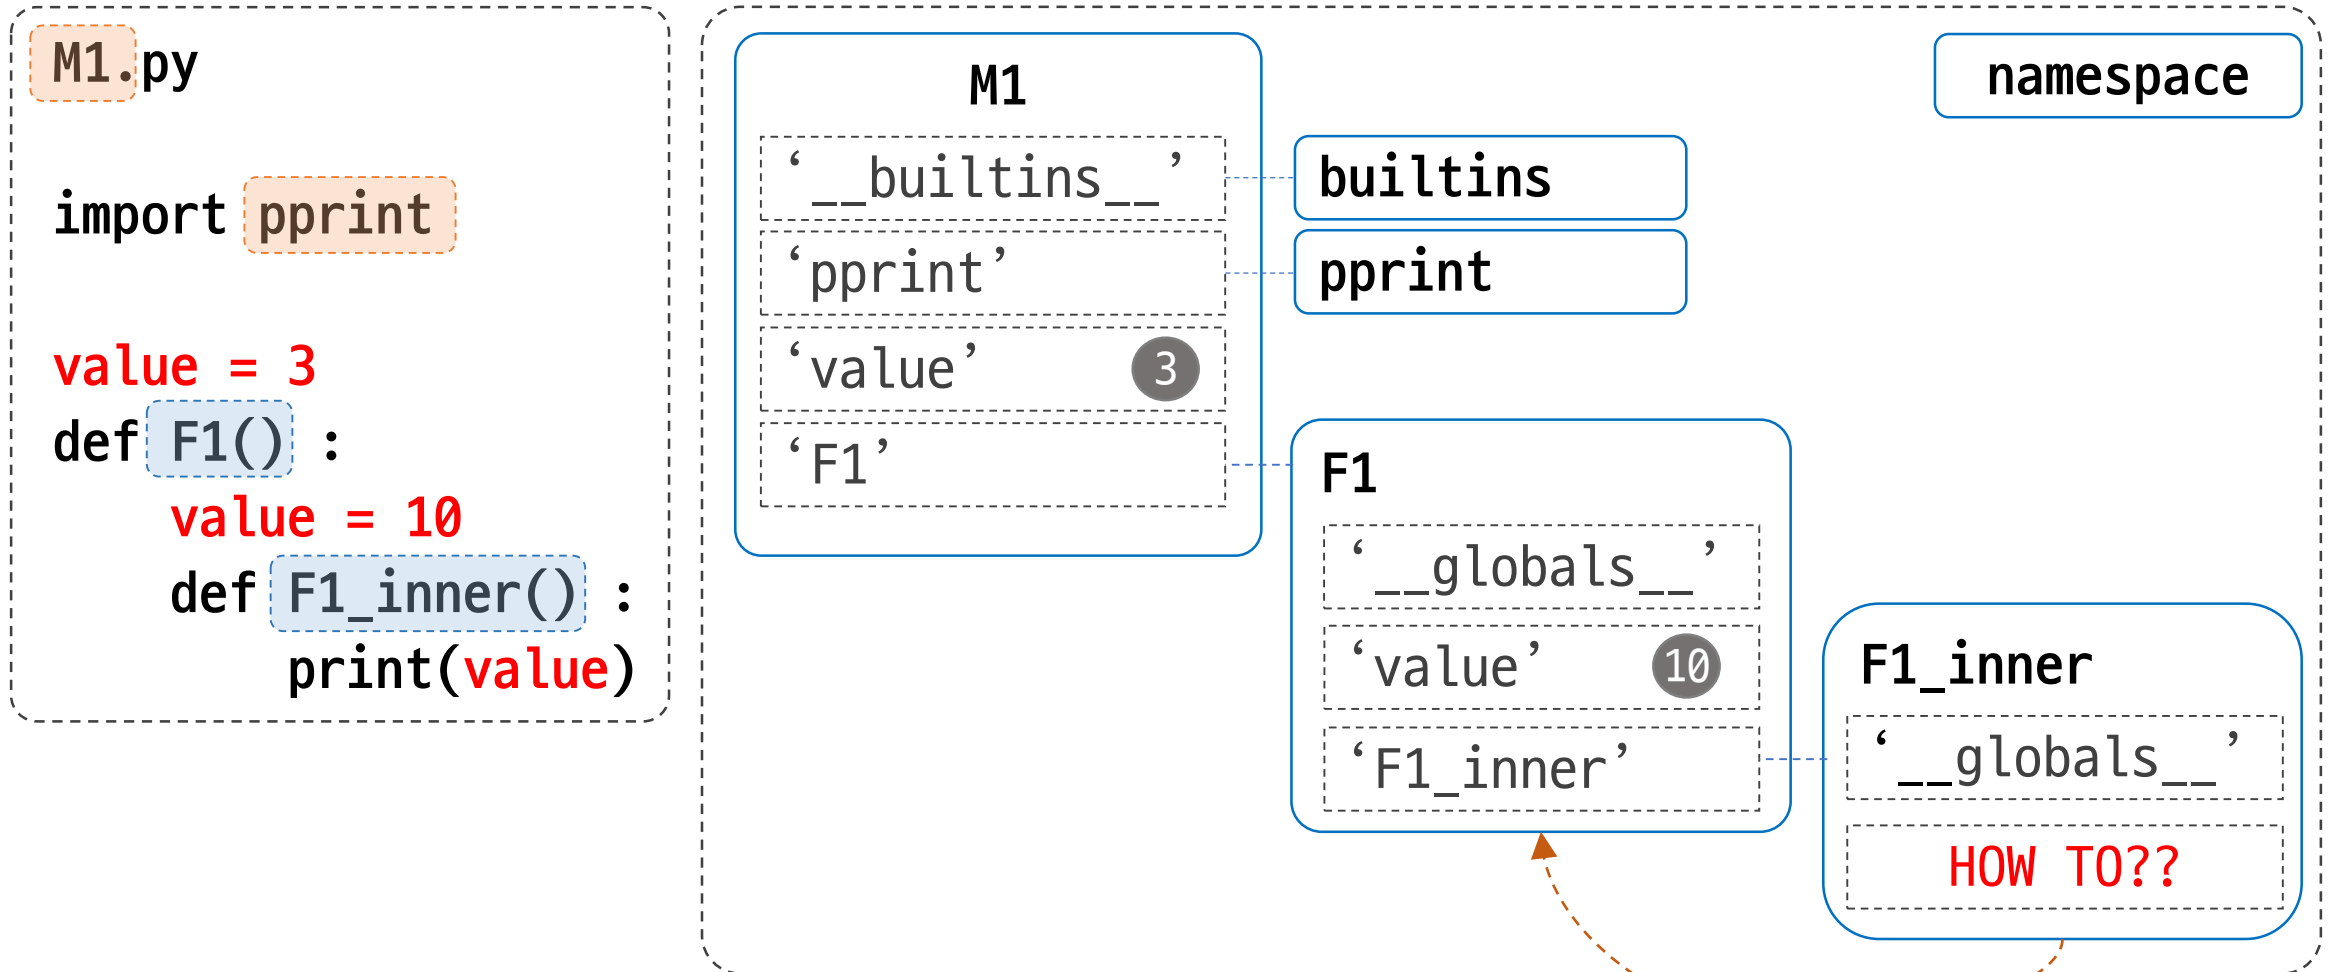 M1.py
import pprint
value = 3
def F1() :
value = 10
def F1_inner() :
print(value)
M1
‘__builtins__’
‘pprint’
‘value’ 3
‘F1’
namespace
builtins
pprint
F1
‘__globals__’
‘value’ 10
‘F1_inner’
F1_inner
‘__globals__’
HOW TO??